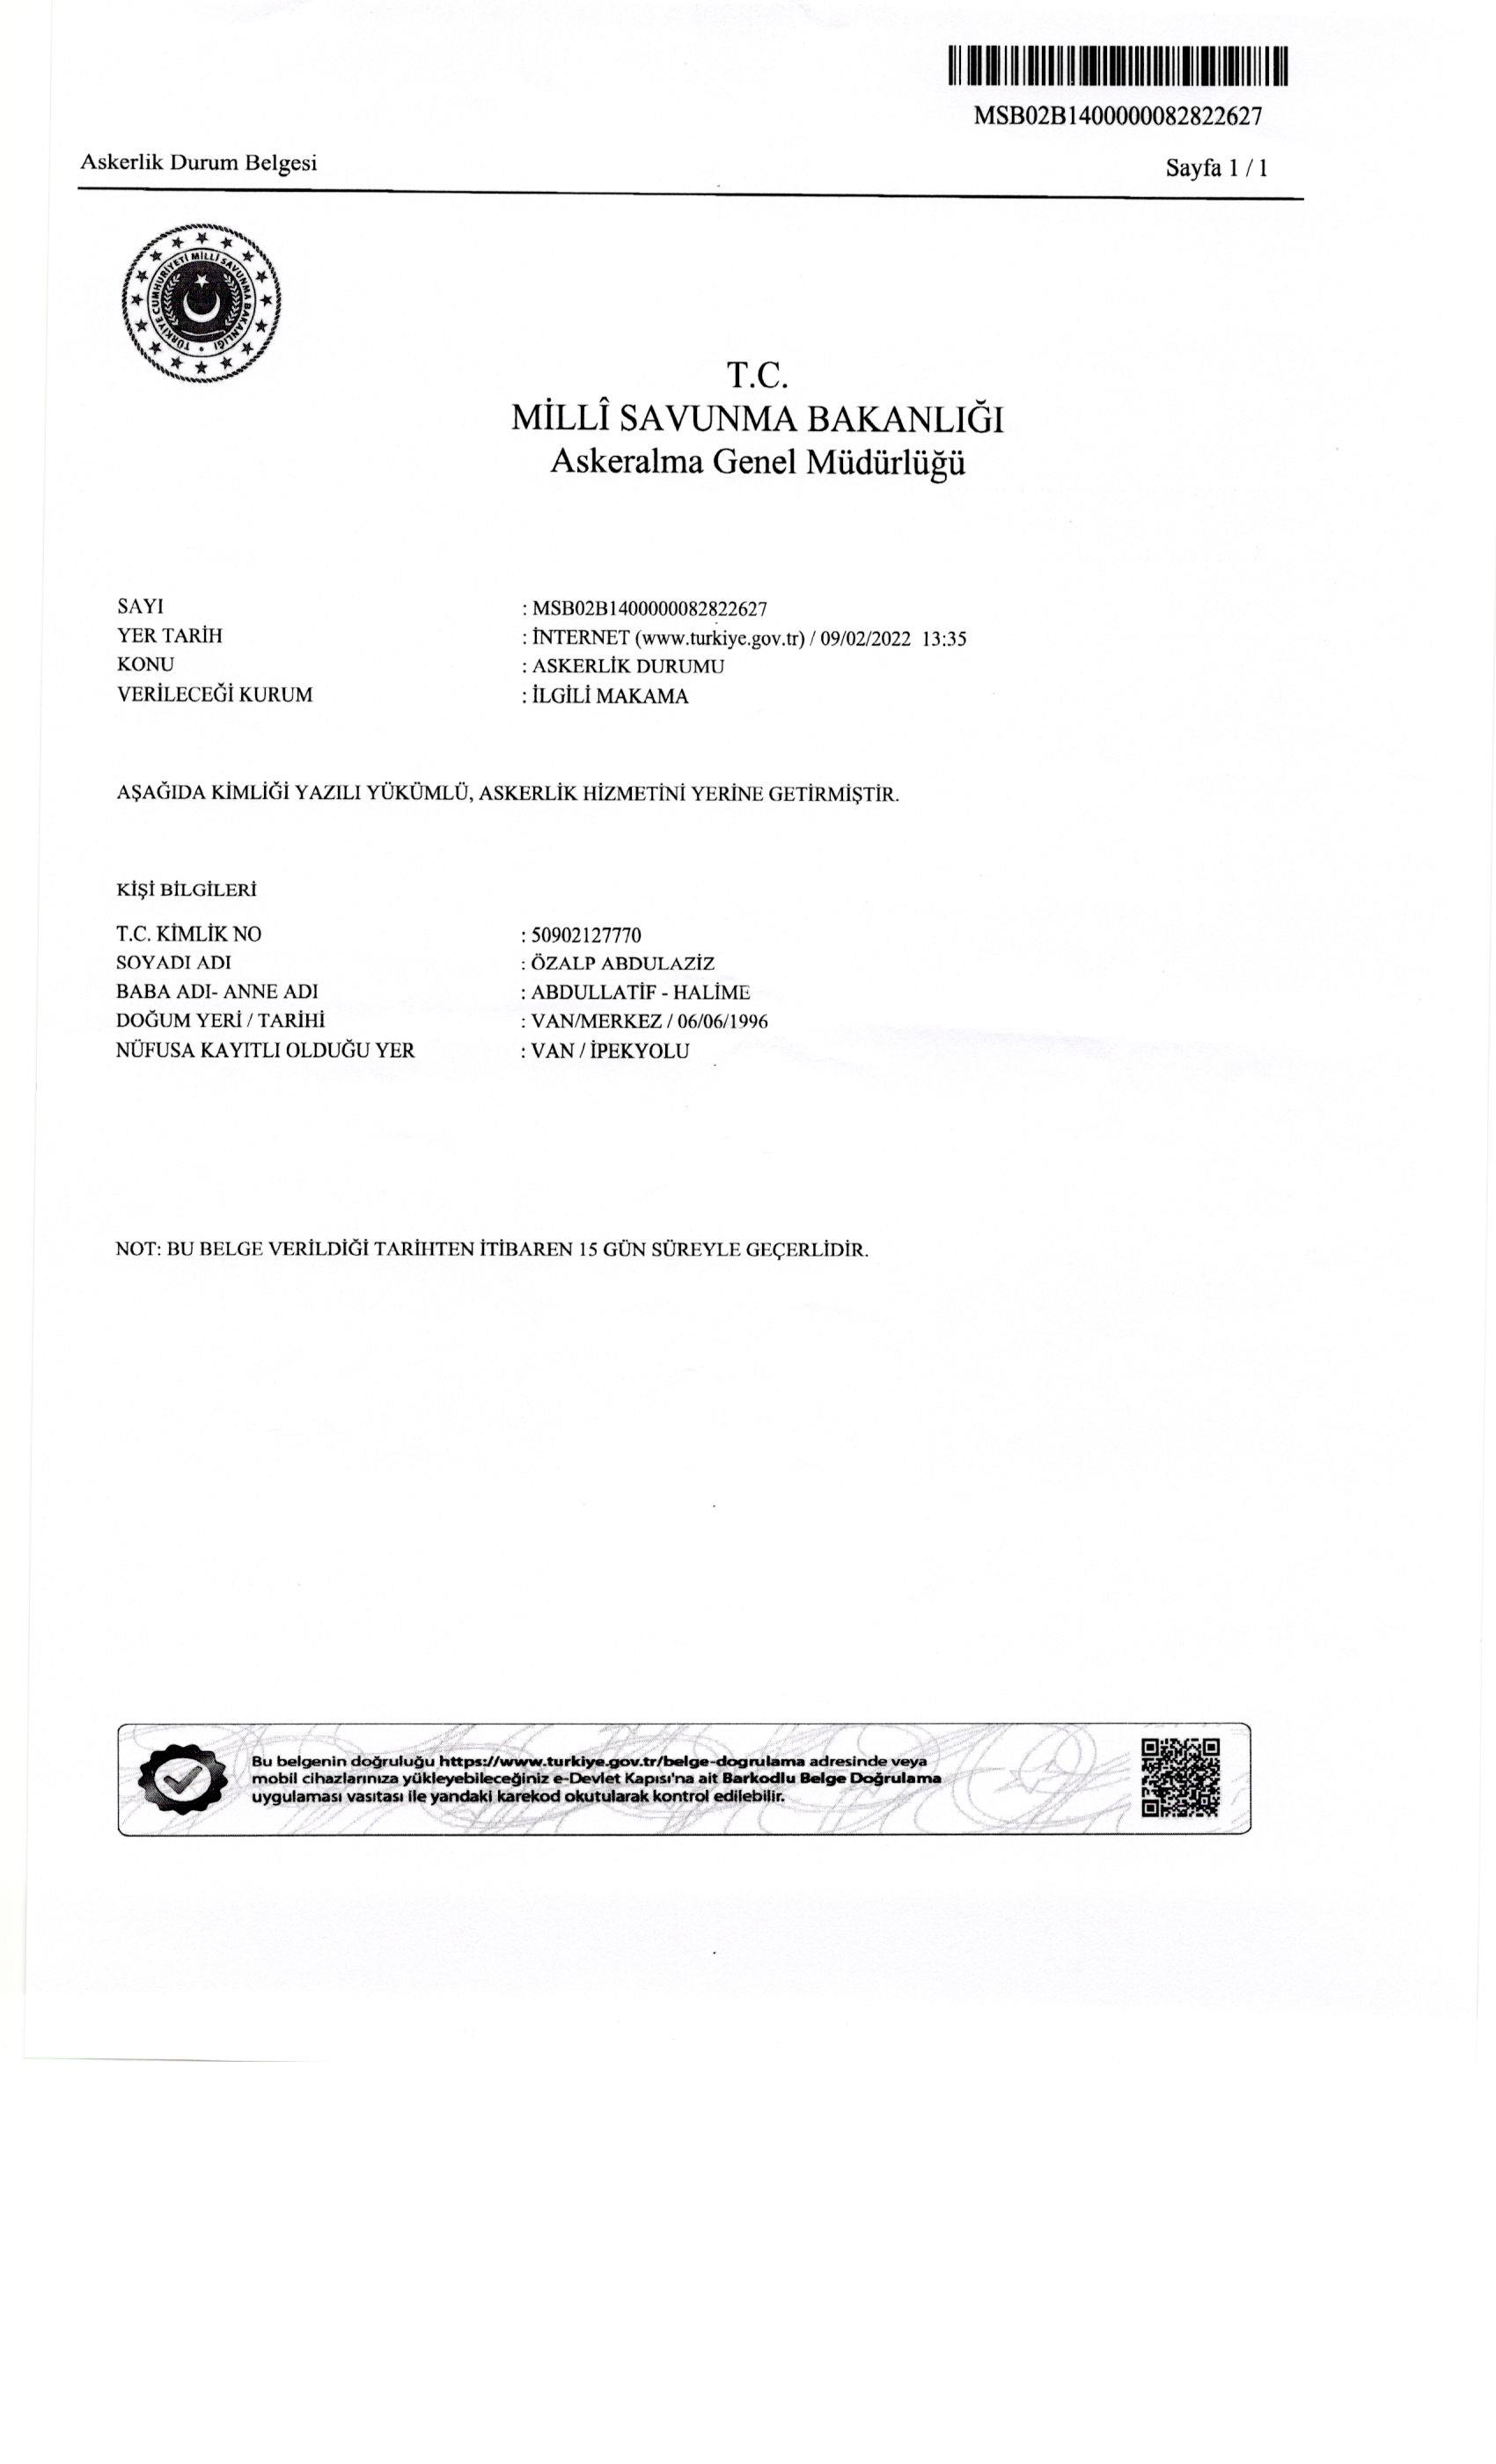 MSB02B1400000082822627
Askerlik Durum Belgesi
Sayfa 1 / 1
TÜRKİYE CUMHURİYETİ MİLLİ SAVUNMA BAKANLIĞI
T.C.
MİLLÎ SAVUNMA BAKANLIĞI
Askeralma Genel Müdürlüğü
SAYI : MSB02B1400000082822627
YER TARİH : İNTERNET (www.turkiye.gov.tr) / 09/02/2022 13:35
KONU : ASKERLİK DURUMU
VERİLECEĞİ KURUM : İLGİLİ MAKAMA
AŞAĞIDA KİMLİĞİ YAZILI YÜKÜMLÜ, ASKERLİK HİZMETİNİ YERİNE GETİRMİŞTİR.
KİŞİ BİLGİLERİ
T.C. KİMLİK NO : 50902127770
SOYADI ADI : ÖZALP ABDULAZİZ
BABA ADI- ANNE ADI : ABDULLATİF - HALİME
DOĞUM YERİ / TARİHİ : VAN/MERKEZ / 06/06/1996
NÜFUSA KAYITLI OLDUĞU YER : VAN / İPEKYOLU
NOT: BU BELGE VERİLDİĞİ TARİHTEN İTİBAREN 15 GÜN SÜREYLE GEÇERLİDİR.
Bu belgenin doğruluğu https://www.turkiye.gov.tr/belge-dogrulama adresinde veya
mobil cihazlarınıza yükleyebileceğiniz e-Devlet Kapısı'na ait Barkodlu Belge Doğrulama
uygulaması vasıtası ile yandaki karekod okutularak kontrol edilebilir.